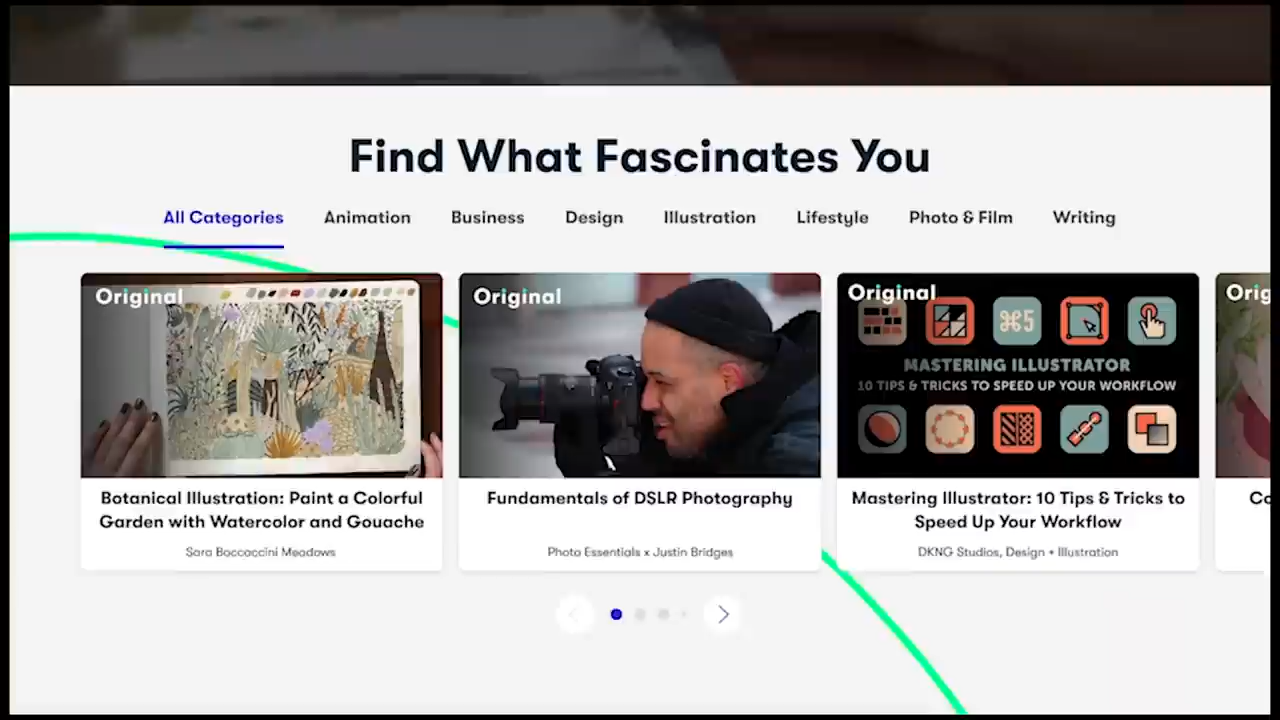 Find What Fascinates You
All Categories Animation Business Design Illustration Lifestyle Photo & Film Writing
Original
Botanical Illustration: Paint a Colorful
Garden with Watercolor and Gouache
Sara Boccaccini Meadows
Original
Fundamentals of DSLR Photography
Photo Essentials x Justin Bridges
Original
⌘5
MASTERING ILLUSTRATOR
10 TIPS & TRICKS TO SPEED UP YOUR WORKFLOW
Mastering Illustrator: 10 Tips & Tricks to
Speed Up Your Workflow
DKNG Studios, Design + Illustration
Orig
Co